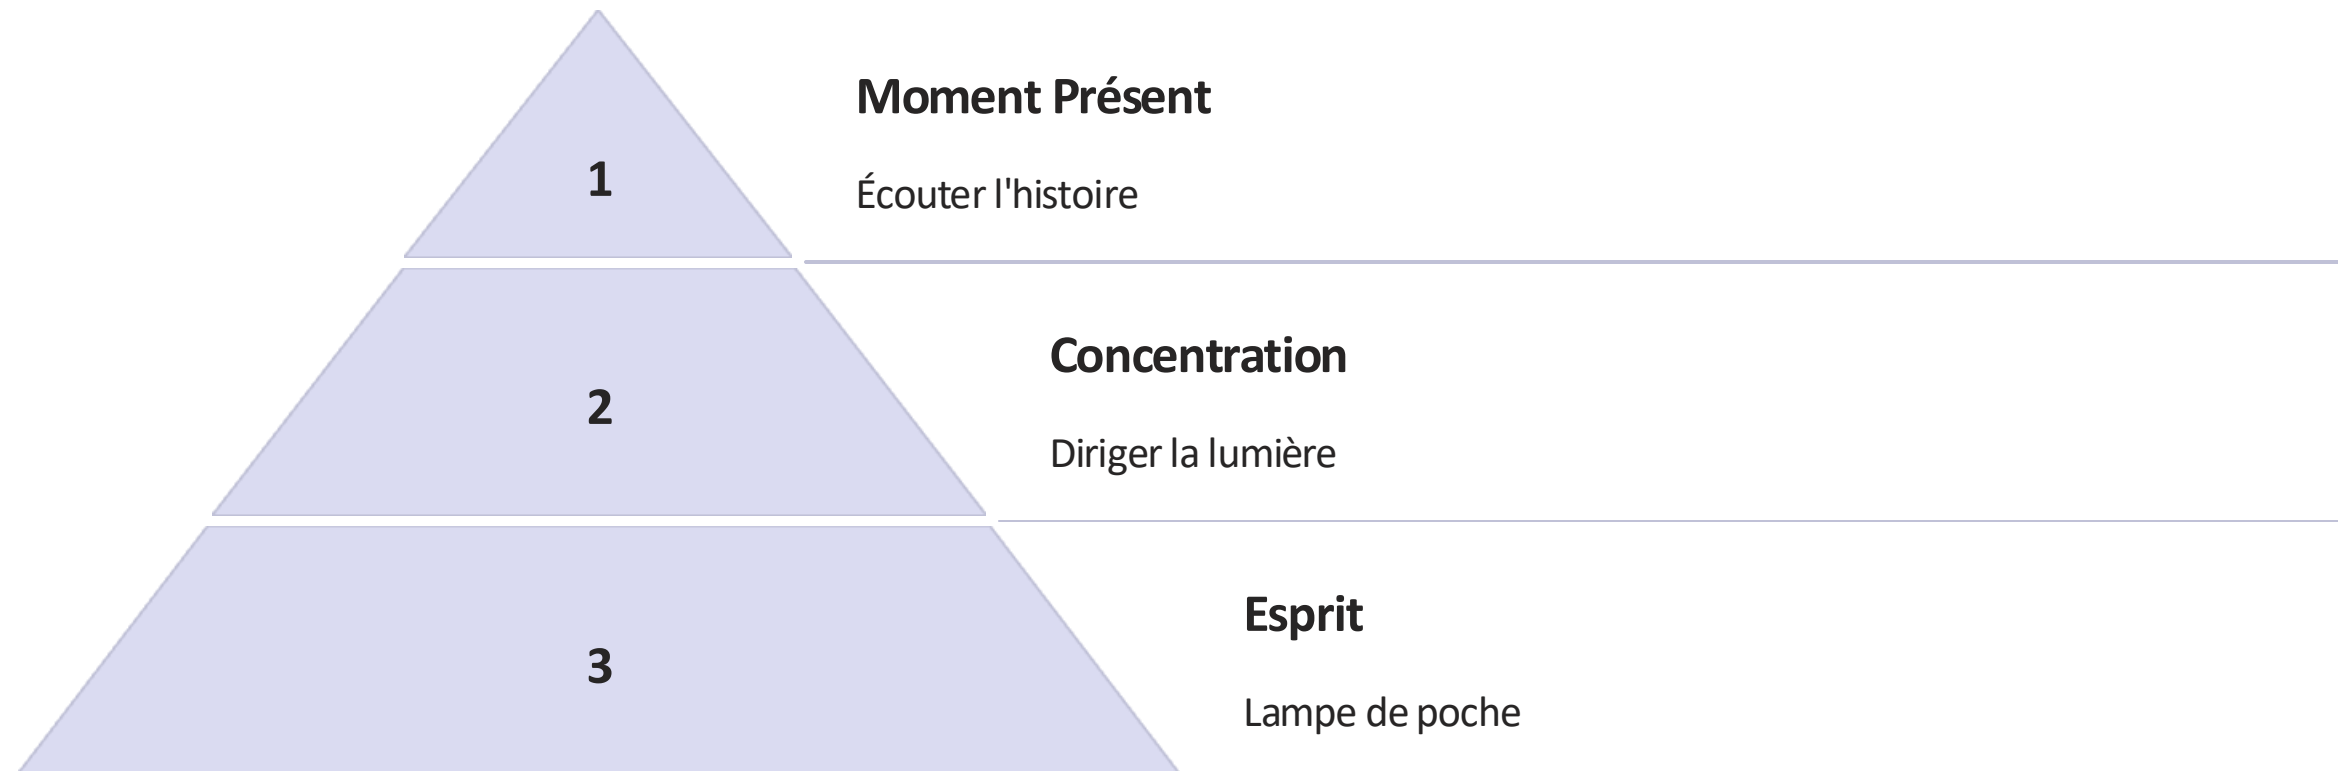 1
Moment Présent
Écouter l'histoire
2
Concentration
Diriger la lumière
3
Esprit
Lampe de poche